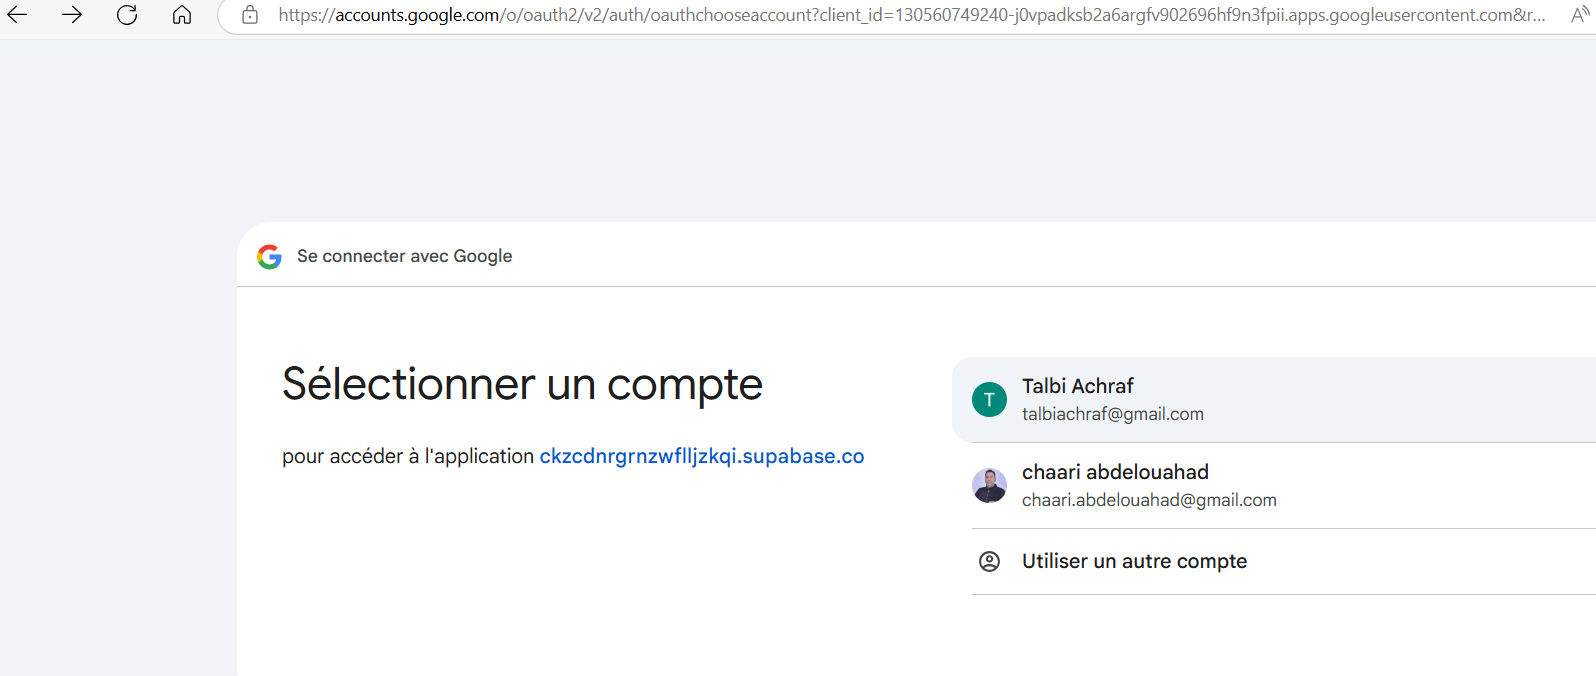 https://accounts.google.com/o/oauth2/v2/auth/oauthchooseaccount?client_id=130560749240-j0vpadksb2a6argfv902696hf9n3fpii.apps.googleusercontent.com&r...
Se connecter avec Google
Sélectionner un compte
pour accéder à l'application ckzcdnrgrnzwflljzkqi.supabase.co
T
Talbi Achraf
talbiachraf@gmail.com
chaari abdelouahad
chaari.abdelouahad@gmail.com
Utiliser un autre compte